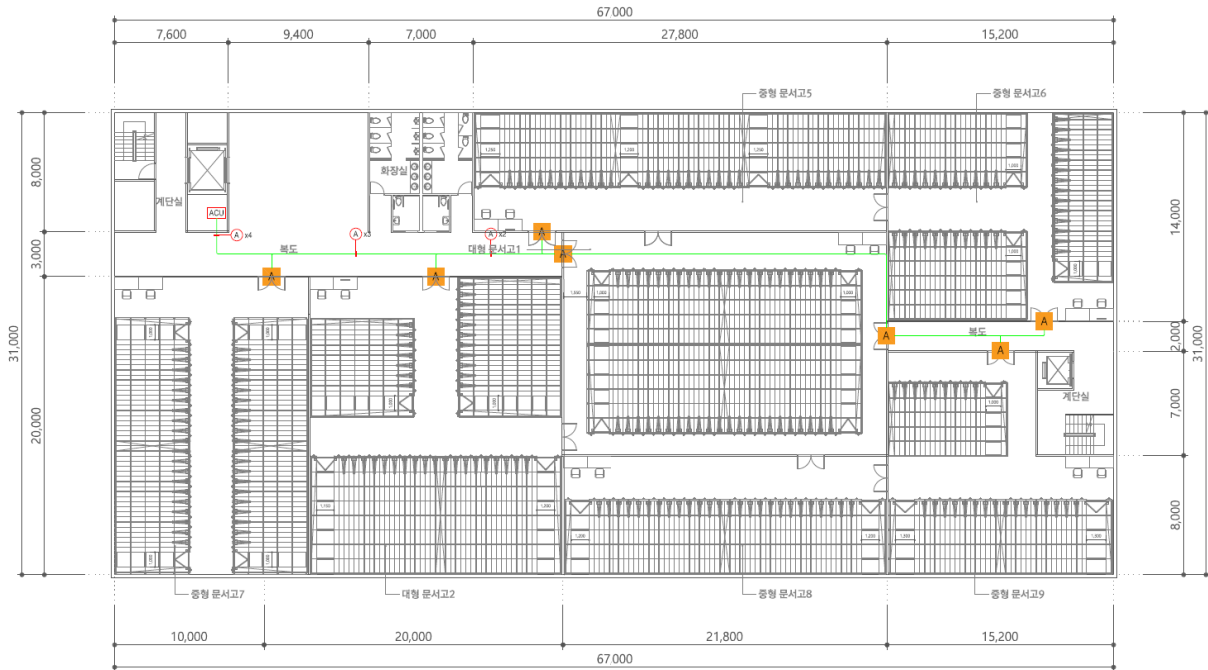 67 000
7,600
9,400
7,000
27,800
15,200
중형 문서고5
중형 문서고6
화장실
계단실
ACU
A x4
A x3
A x2
복도
대형 문서고1
A
A
A
A
A
A
A
복도
계단실
31,000
8,000
3,000
20,000
14,000
2,000
7,000
8,000
31,000
중형 문서고7
대형 문서고2
중형 문서고8
중형 문서고9
10,000
20,000
21,800
15,200
67 000